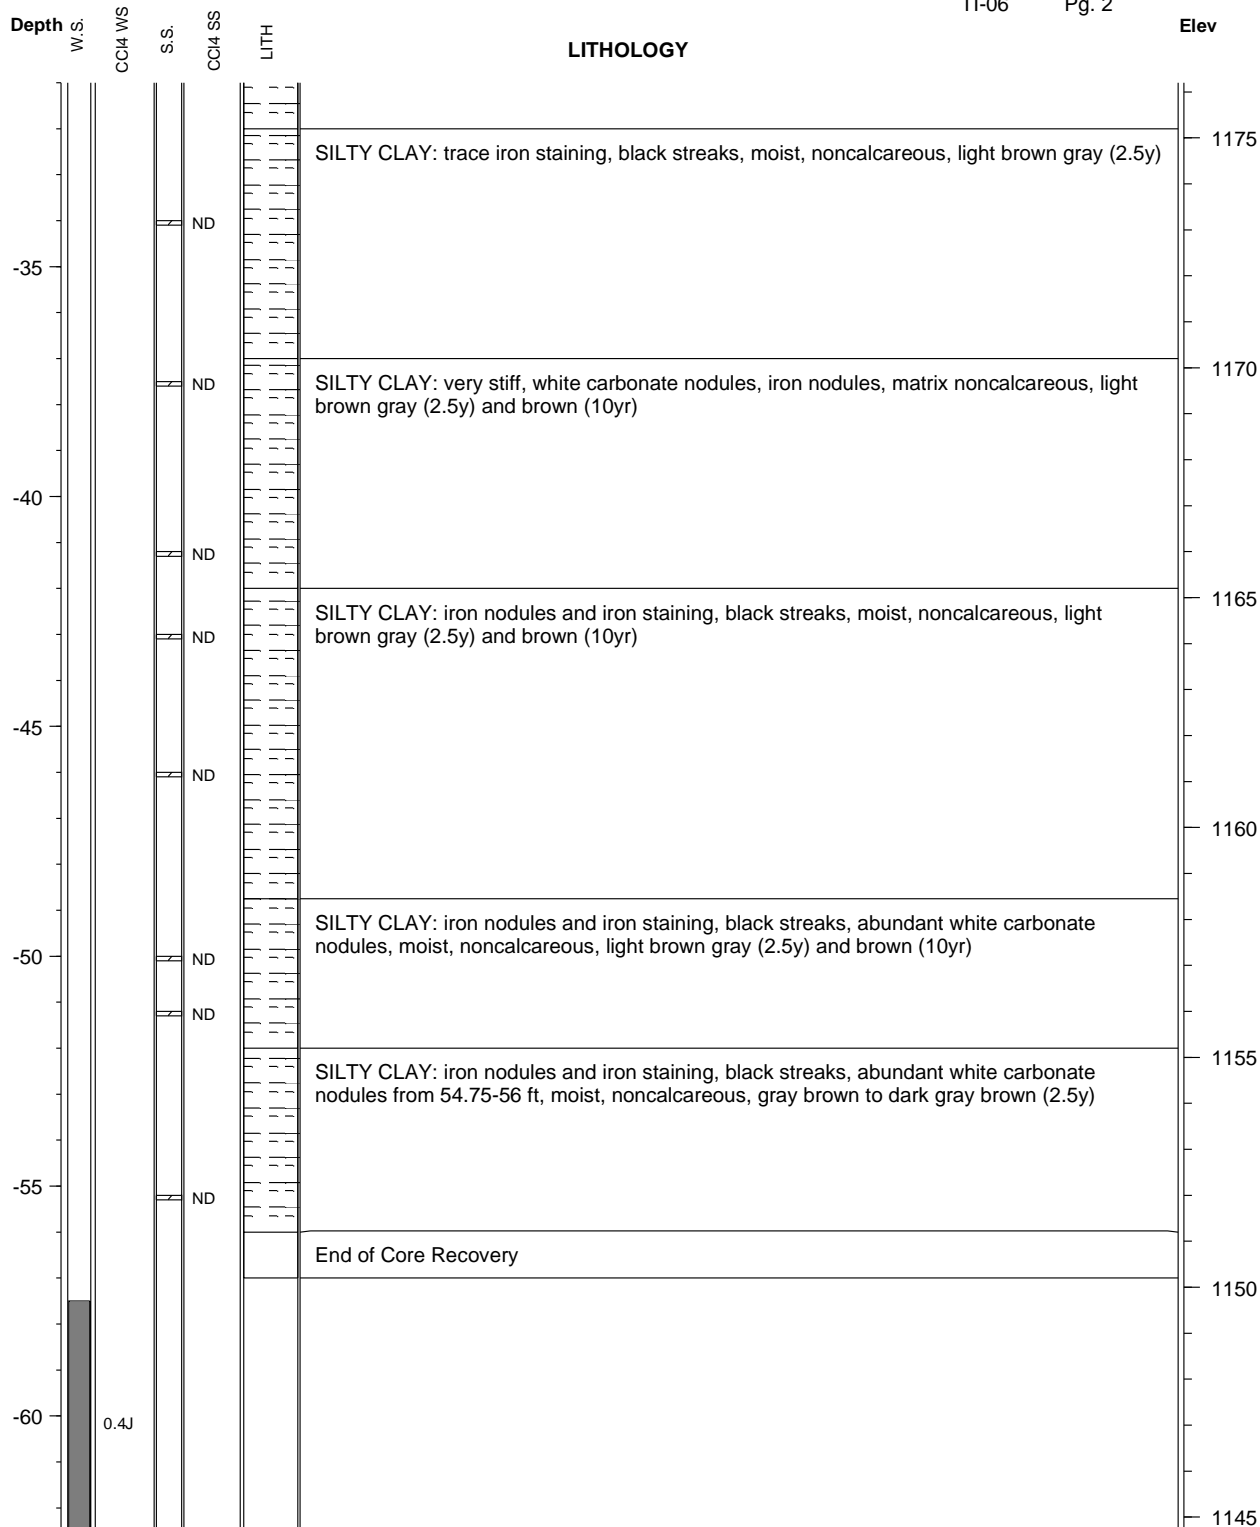 Pg. 2
Depth W.S. CCl4 WS S.S. CCl4 SS LITH LITHOLOGY Elev
1175
SILTY CLAY: trace iron staining, black streaks, moist, noncalcareous, light brown gray (2.5y)
ND
-35
1170
SILTY CLAY: very stiff, white carbonate nodules, iron nodules, matrix noncalcareous, light
brown gray (2.5y) and brown (10yr)
ND
-40
ND
1165
SILTY CLAY: iron nodules and iron staining, black streaks, moist, noncalcareous, light
brown gray (2.5y) and brown (10yr)
ND
-45
ND
1160
SILTY CLAY: iron nodules and iron staining, black streaks, abundant white carbonate
nodules, moist, noncalcareous, light brown gray (2.5y) and brown (10yr)
-50
ND
ND
1155
SILTY CLAY: iron nodules and iron staining, black streaks, abundant white carbonate
nodules from 54.75-56 ft, moist, noncalcareous, gray brown to dark gray brown (2.5y)
-55
ND
End of Core Recovery
1150
-60
0.4J
1145